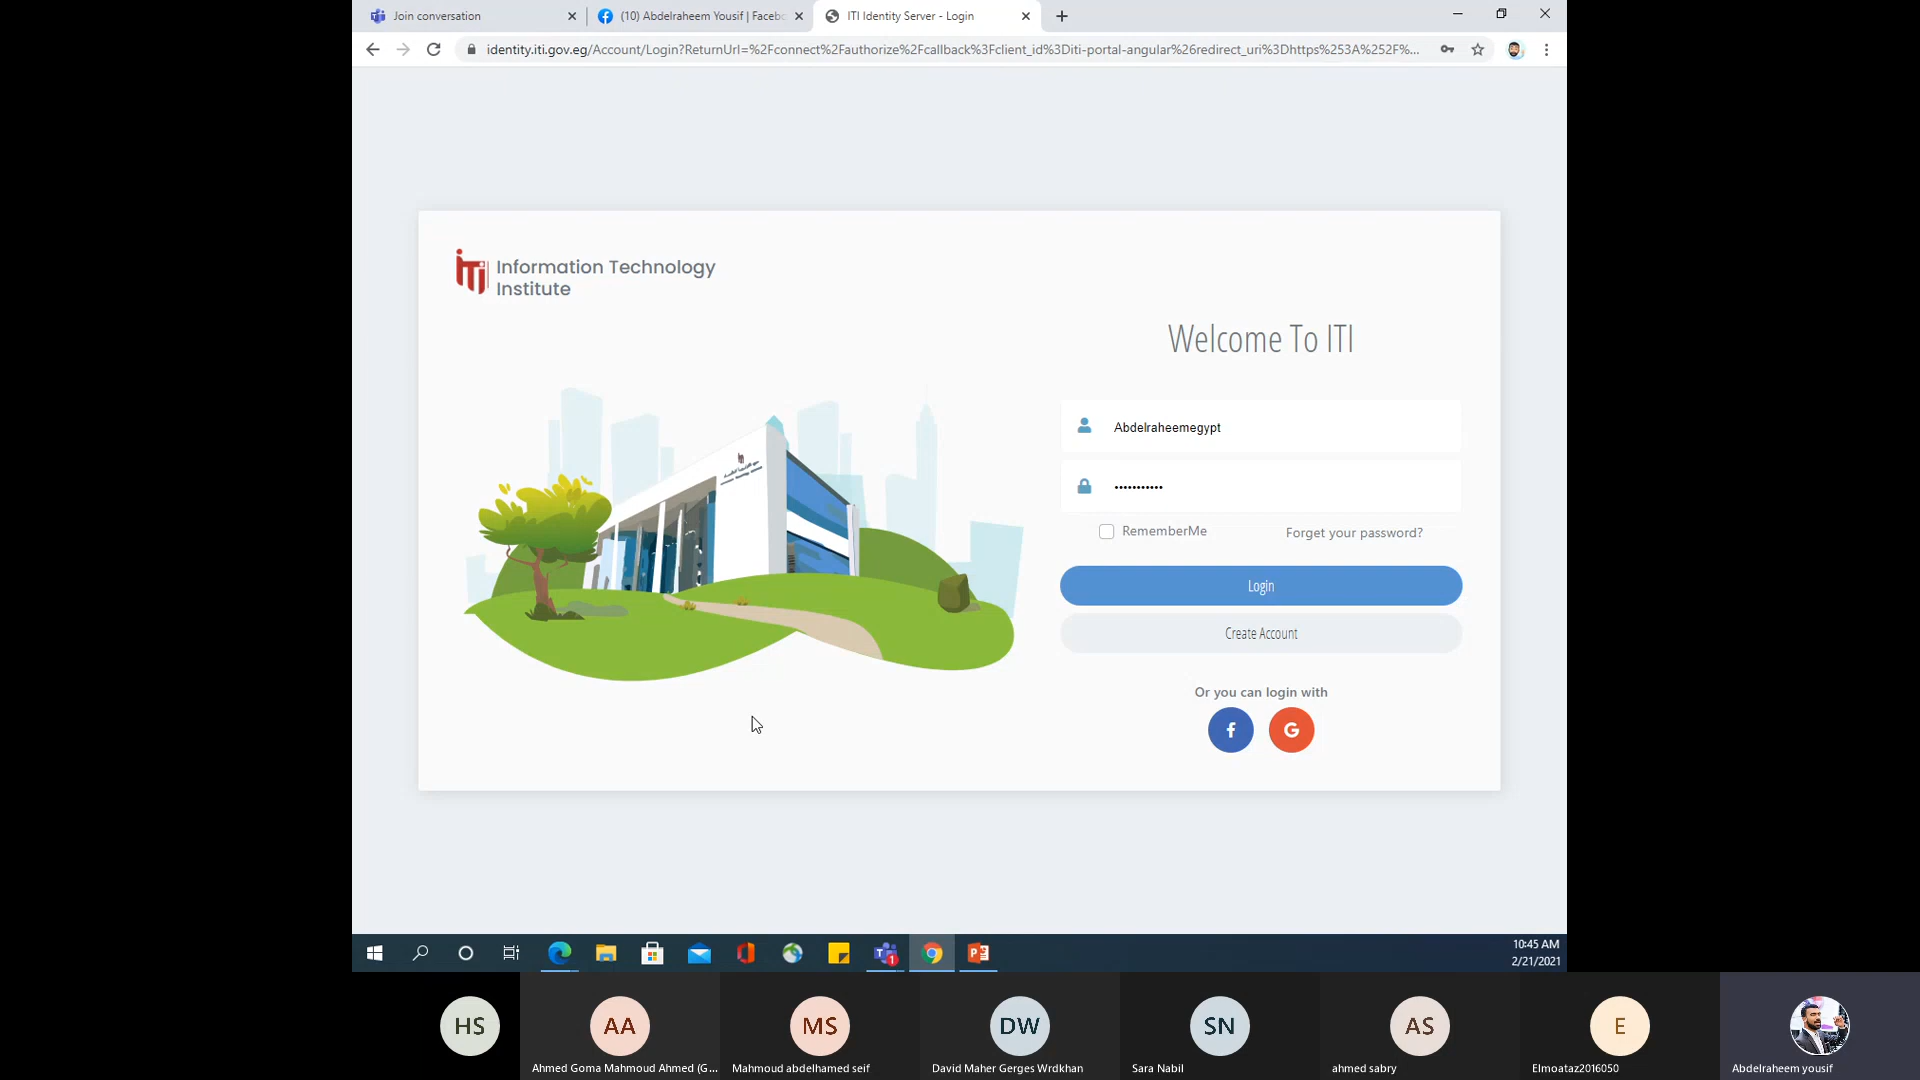 Join conversation
(10) Abdelraheem Yousif | Facebo
ITI Identity Server - Login
identity.iti.gov.eg/Account/Login?ReturnUrl=%2Fconnect%2Fauthorize%2Fcallback%3Fclient_id%3Diti-portal-angular%26redirect_uri%3Dhttps%253A%252F%...
iTi
Information Technology
Institute
Welcome To ITI
Abdelraheemegypt
•••••••••••
RememberMe
Forget your password?
Login
Create Account
Or you can login with
f
G
1
10:45 AM
2/21/2021
HS
AA
MS
DW
SN
AS
E
Ahmed Goma Mahmoud Ahmed (G...
Mahmoud abdelhamed seif
David Maher Gerges Wrdkhan
Sara Nabil
ahmed sabry
Elmoataz2016050
Abdelraheem yousif